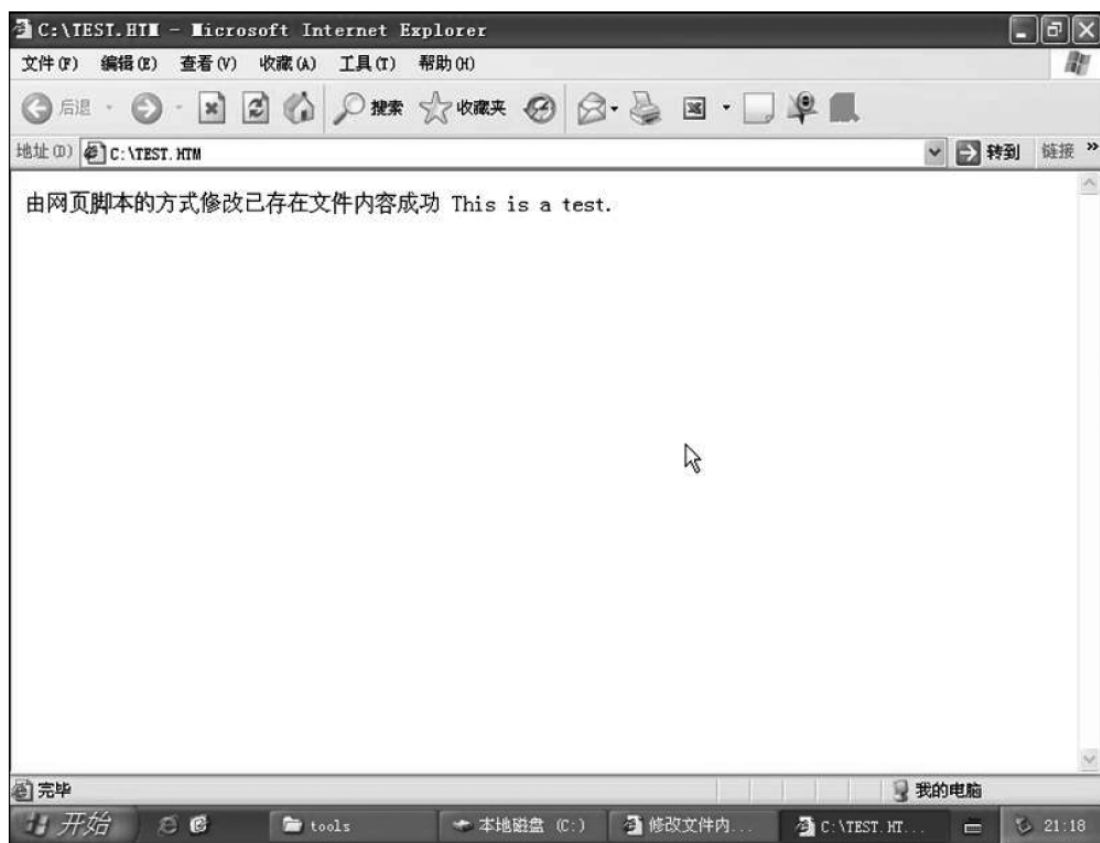 C:\TEST.HTM - Microsoft Internet Explorer
文件(F) 编辑(E) 查看(V) 收藏(A) 工具(T) 帮助(H)
后退 搜索 收藏夹
地址(D) C:\TEST.HTM 转到 链接 »
由网页脚本的方式修改已存在文件内容成功 This is a test.
完毕 我的电脑
开始 tools 本地磁盘 (C:) 修改文件内... C:\TEST.HT... 21:18